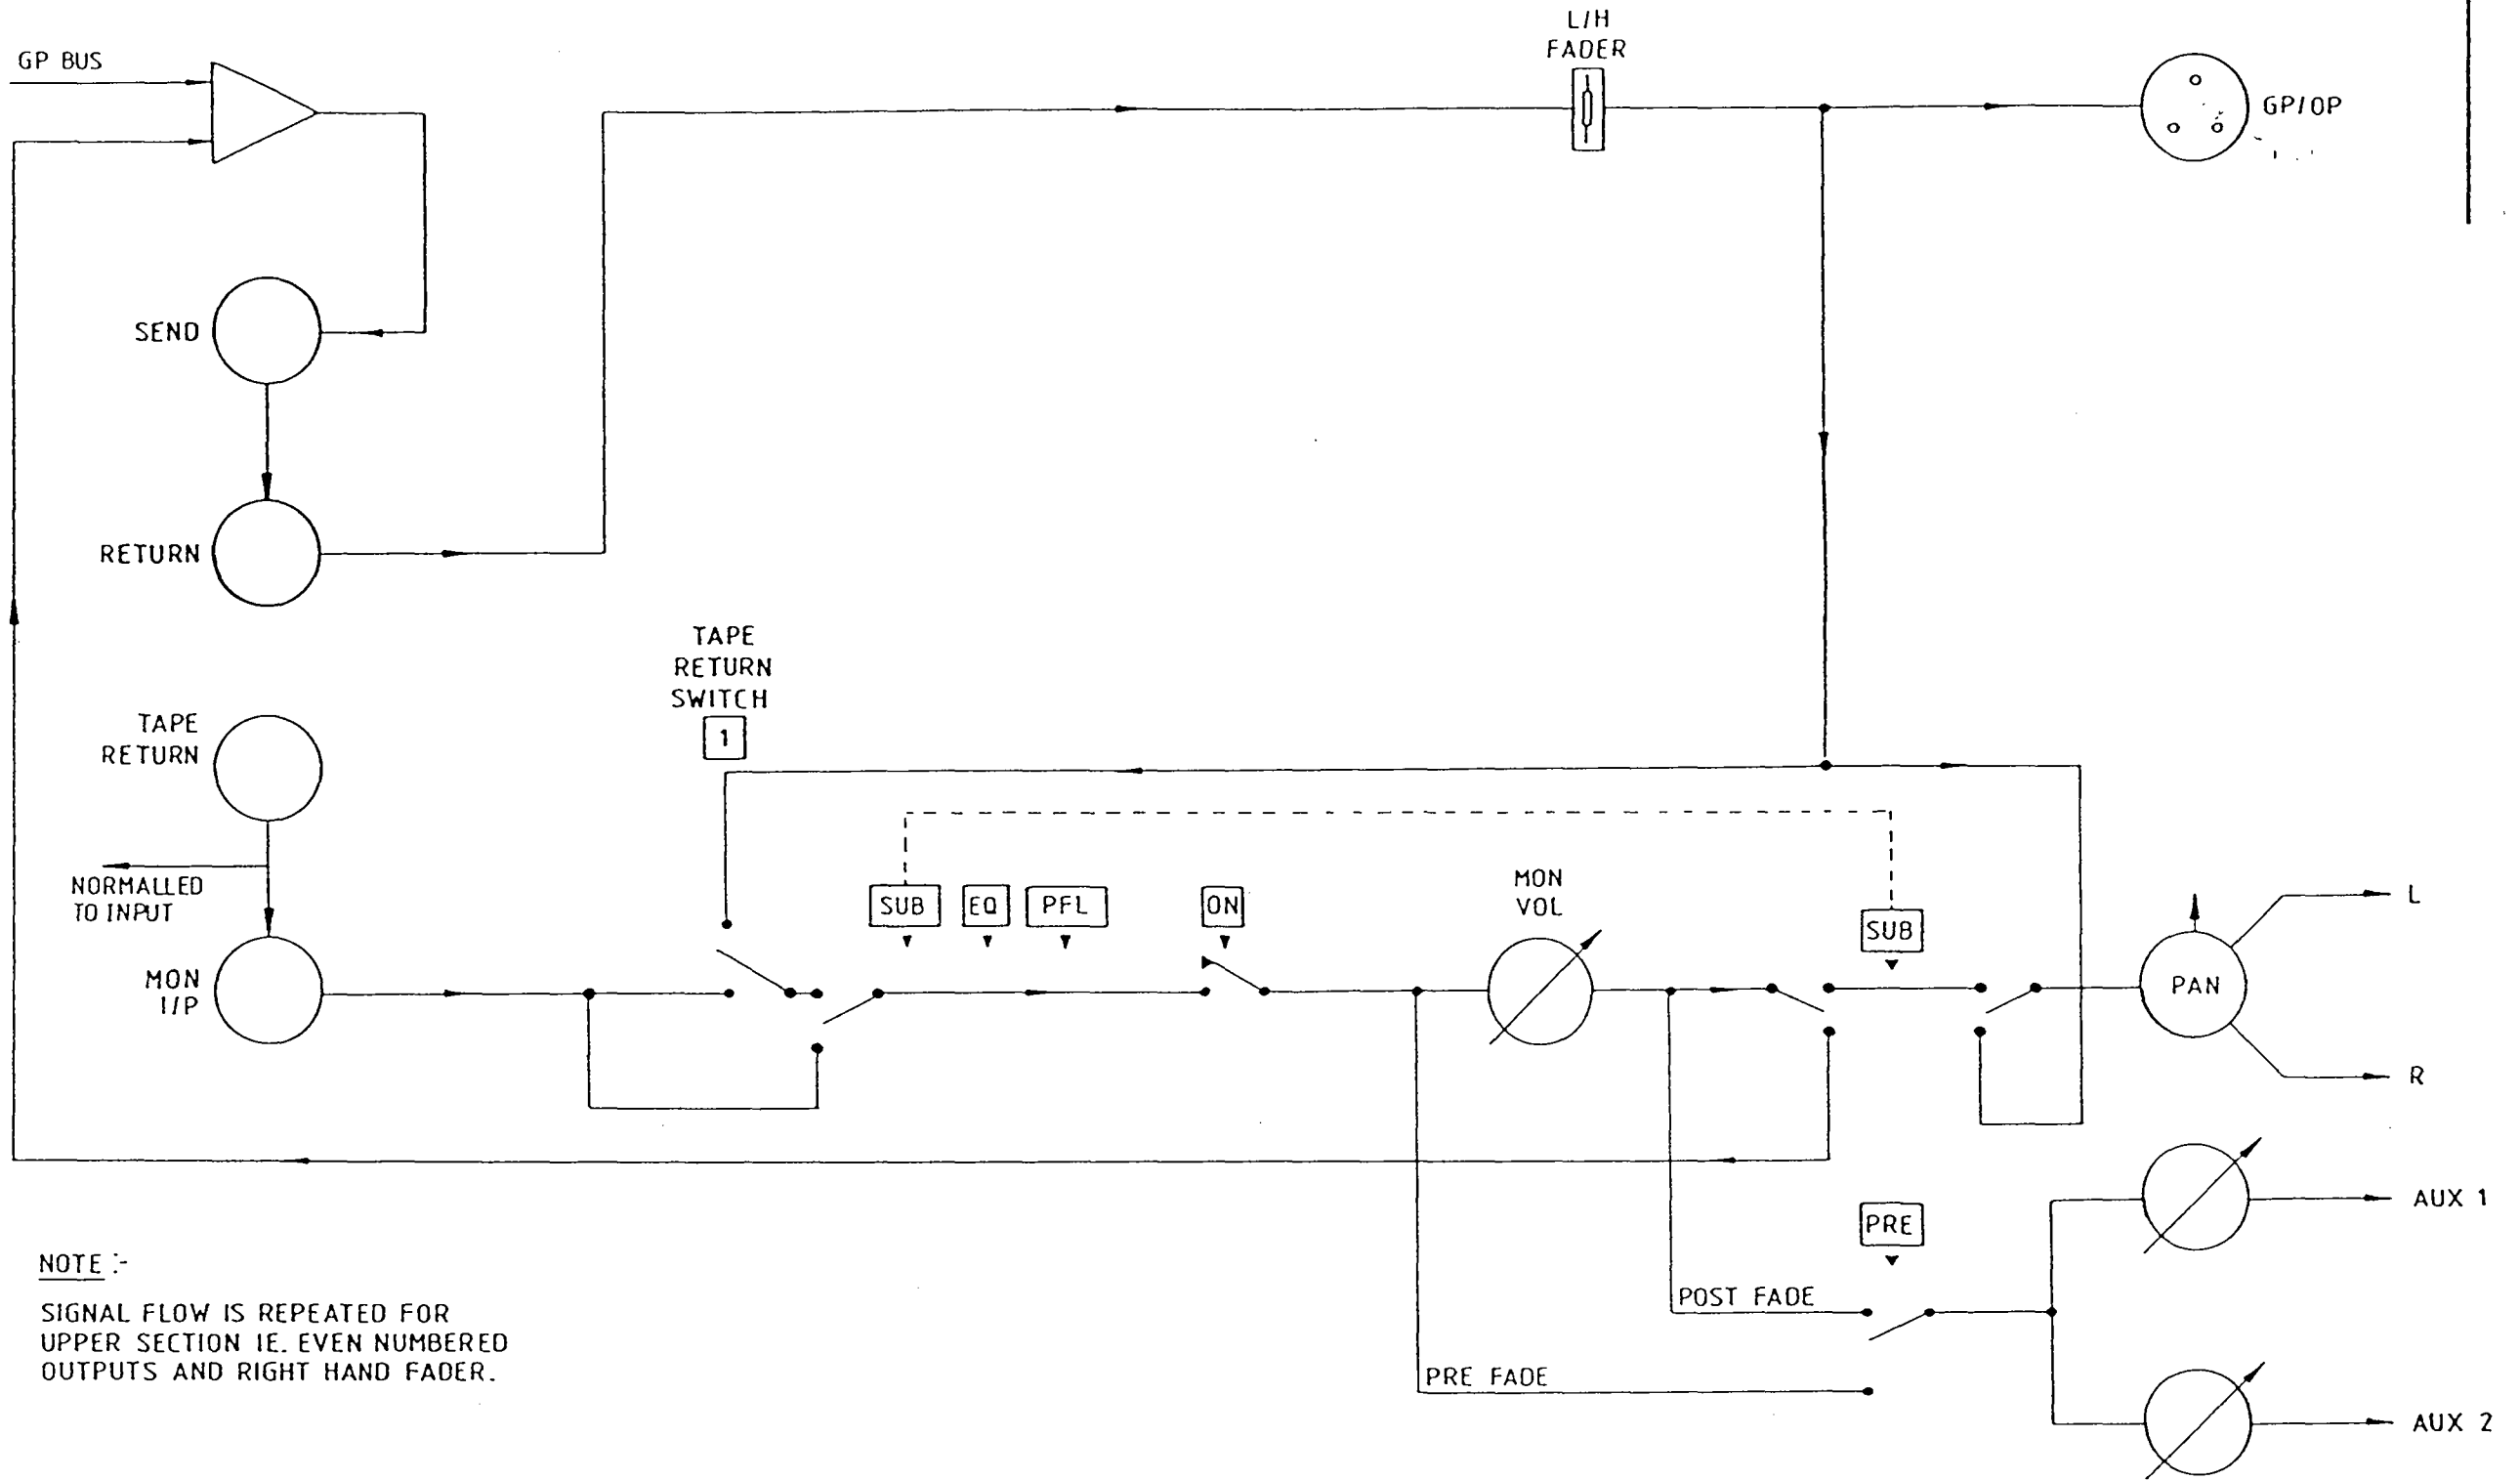 L/H
FADER
GP BUS
GP/OP
SEND
RETURN
TAPE
RETURN
SWITCH
1
TAPE
RETURN
NORMALLED
TO INPUT
SUB
EQ
PFL
ON
MON
VOL
SUB
L
MON
I/P
PAN
R
PRE
AUX 1
NOTE :-
SIGNAL FLOW IS REPEATED FOR
UPPER SECTION IE. EVEN NUMBERED
OUTPUTS AND RIGHT HAND FADER.
POST FADE
PRE FADE
AUX 2